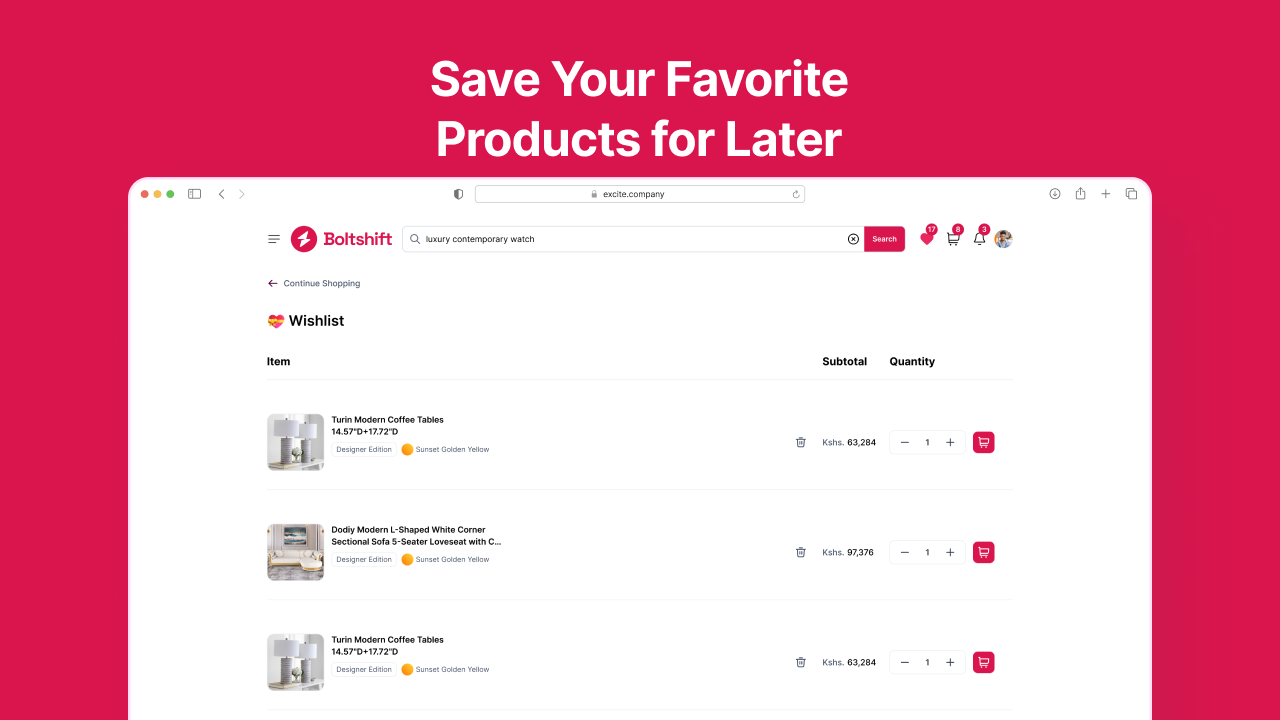 Save Your Favorite
Products for Later
excite.company
Boltshift
luxury contemporary watch
Search
17
8
3
Continue Shopping
Wishlist
Item
Subtotal
Quantity
Turin Modern Coffee Tables
14.57"D+17.72"D
Designer Edition
Sunset Golden Yellow
Kshs. 63,284
1
Dodiy Modern L-Shaped White Corner
Sectional Sofa 5-Seater Loveseat with C...
Designer Edition
Sunset Golden Yellow
Kshs. 97,376
1
Turin Modern Coffee Tables
14.57"D+17.72"D
Designer Edition
Sunset Golden Yellow
Kshs. 63,284
1